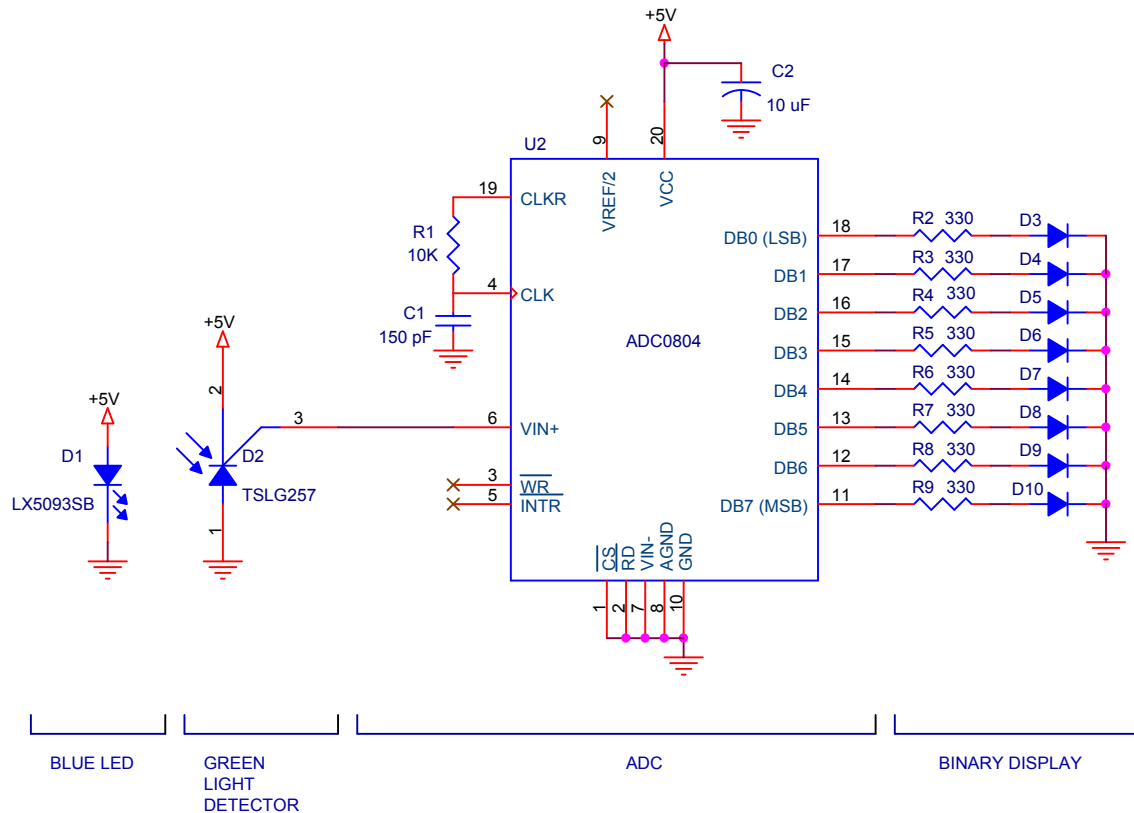 +5V
C2
10 uF
20
9
U2
VREF/2
VCC
19
CLKR
R1
10K
4
CLK
C1
150 pF
ADC0804
DB0 (LSB)
18
R2 330
D3
DB1
17
R3 330
D4
DB2
16
R4 330
D5
DB3
15
R5 330
D6
DB4
14
R6 330
D7
DB5
13
R7 330
D8
DB6
12
R8 330
D9
DB7 (MSB)
11
R9 330
D10
+5V
2
3
6
VIN+
D2
TSLG257
1
+5V
D1
LX5093SB
3
WR
5
INTR
CS
RD
VIN-
AGND
GND
1
2
7
8
10
BLUE LED
GREEN
LIGHT
DETECTOR
ADC
BINARY DISPLAY